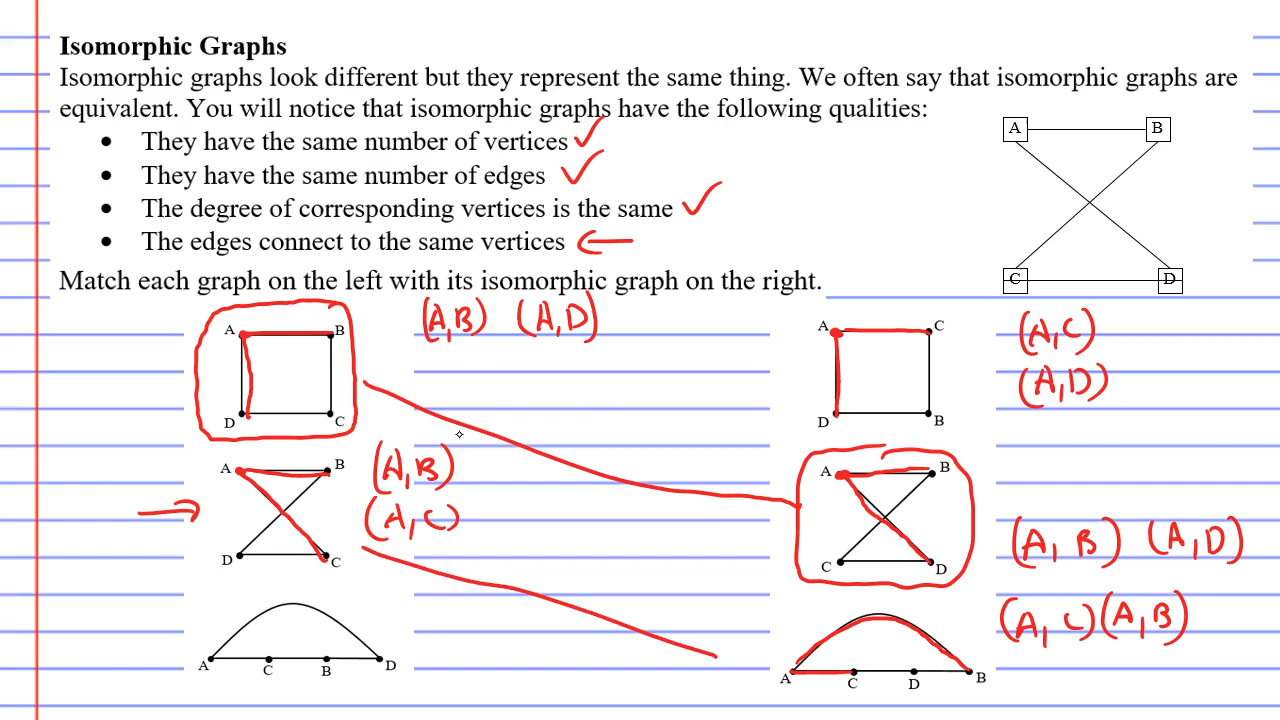 Isomorphic Graphs
Isomorphic graphs look different but they represent the same thing. We often say that isomorphic graphs are
equivalent. You will notice that isomorphic graphs have the following qualities:
• They have the same number of vertices
• They have the same number of edges
• The degree of corresponding vertices is the same
• The edges connect to the same vertices
A B
C D
Match each graph on the left with its isomorphic graph on the right.
A B
D C
(A,B) (A,D)
A C
D B
(A,C)
(A,D)
A B
D C
(A,B)
(A,C)
A B
C D
(A, B) (A,D)
A C B D
A C D B
(A, C)(A,B)